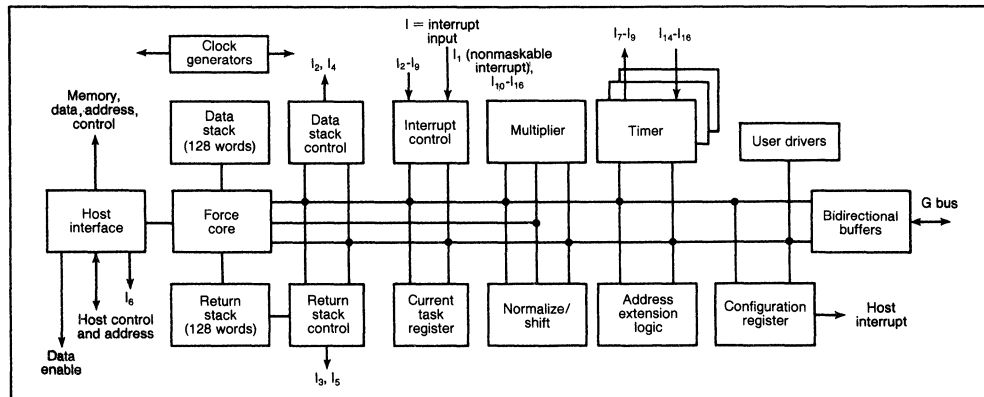 Clock
generators
I = interrupt
input
I₁ (nonmaskable
interrupt),
I₁₀-I₁₆
I₂, I₄
I₂-I₉
I₇-I₉
I₁₄-I₁₆
Memory,
data, address,
control
Data
stack
(128 words)
Data
stack
control
Interrupt
control
Multiplier
Timer
User drivers
Host
interface
Force
core
Bidirectional
buffers
G bus
I₆
Host control
and address
Data
enable
Return
stack
(128 words)
Return
stack
control
Current
task
register
Normalize/
shift
Address
extension
logic
Configuration
register
Host
interrupt
I₃, I₅